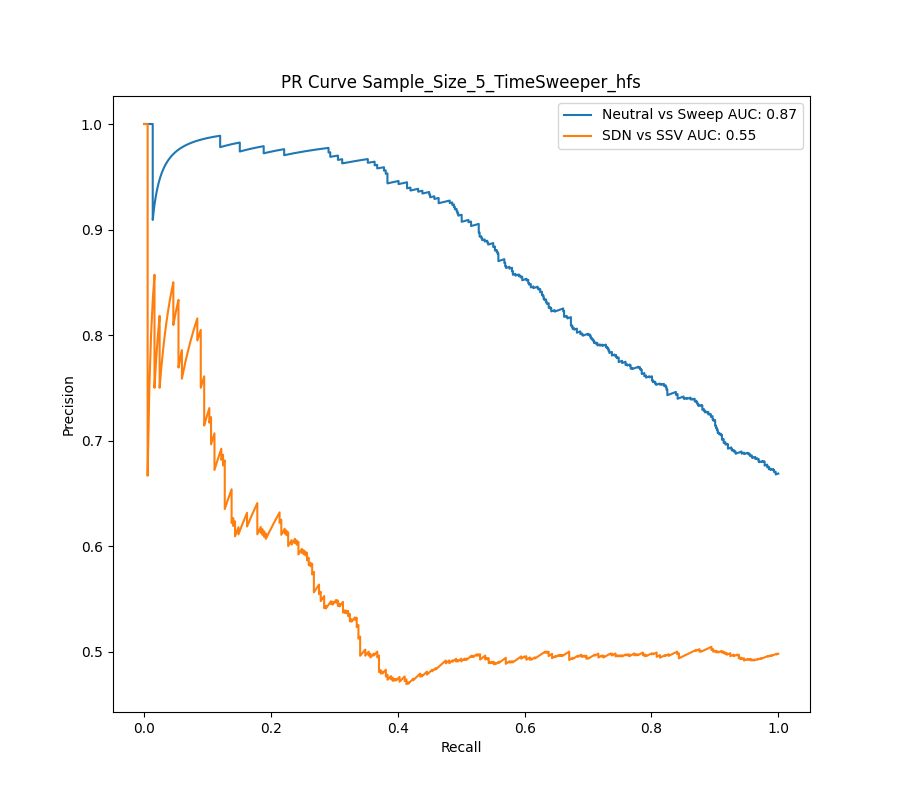 PR Curve Sample_Size_5_TimeSweeper_hfs
Neutral vs Sweep AUC: 0.87
SDN vs SSV AUC: 0.55
1.0
0.9
0.8
0.7
0.6
0.5
Precision
0.0 0.2 0.4 0.6 0.8 1.0
Recall